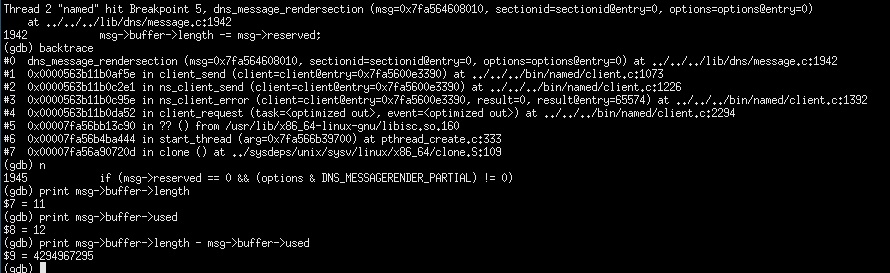 Thread 2 "named" hit Breakpoint 5, dns_message_rendersection (msg=0x7fa564608010, sectionid=sectionid@entry=0, options=options@entry=0)
    at ../../../lib/dns/message.c:1942
1942            msg->buffer->length -= msg->reserved;
(gdb) backtrace
#0  dns_message_rendersection (msg=0x7fa564608010, sectionid=sectionid@entry=0, options=options@entry=0) at ../../../lib/dns/message.c:1942
#1  0x0000563b11b0af5e in client_send (client=client@entry=0x7fa5600e3390) at ../../../bin/named/client.c:1073
#2  0x0000563b11b0c2e1 in ns_client_send (client=client@entry=0x7fa5600e3390) at ../../../bin/named/client.c:1226
#3  0x0000563b11b0c95e in ns_client_error (client=client@entry=0x7fa5600e3390, result=0, result@entry=65574) at ../../../bin/named/client.c:1392
#4  0x0000563b11b0da52 in client_request (task=<optimized out>, event=<optimized out>) at ../../../bin/named/client.c:2294
#5  0x00007fa56bb13c90 in ?? () from /usr/lib/x86_64-linux-gnu/libisc.so.160
#6  0x00007fa56b4ba444 in start_thread (arg=0x7fa566b39700) at pthread_create.c:333
#7  0x00007fa56a90720d in clone () at ../sysdeps/unix/sysv/linux/x86_64/clone.S:109
(gdb) n
1945            if (msg->reserved == 0 && (options & DNS_MESSAGERENDER_PARTIAL) != 0)
(gdb) print msg->buffer->length
$7 = 11
(gdb) print msg->buffer->used
$8 = 12
(gdb) print msg->buffer->length - msg->buffer->used
$9 = 4294967295
(gdb)